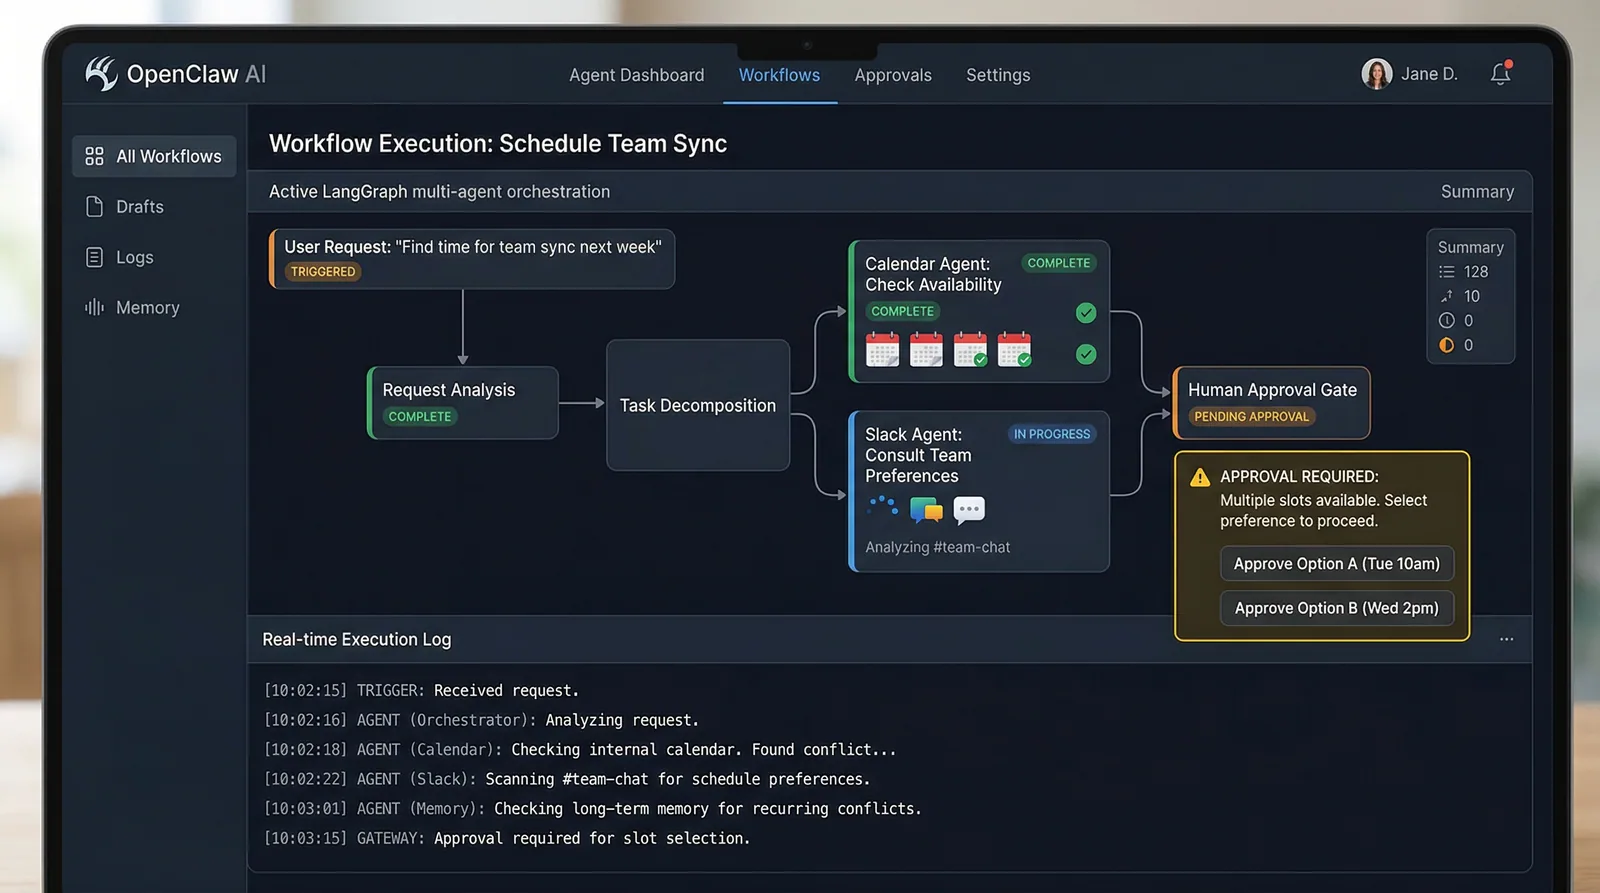 OpenClaw AI
Agent Dashboard
Workflows
Approvals
Settings
Jane D.
All Workflows
Drafts
Logs
Memory
Workflow Execution: Schedule Team Sync
Active LangGraph multi-agent orchestration
Summary
User Request: "Find time for team sync next week"
TRIGGERED
Request Analysis
COMPLETE
Task Decomposition
Calendar Agent:
Check Availability
COMPLETE
COMPLETE
Slack Agent:
Consult Team
Preferences
IN PROGRESS
Analyzing #team-chat
Human Approval Gate
PENDING APPROVAL
APPROVAL REQUIRED:
Multiple slots available. Select
preference to proceed.
Approve Option A (Tue 10am)
Approve Option B (Wed 2pm)
Summary
128
10
0
0
Real-time Execution Log
[10:02:15] TRIGGER: Received request.
[10:02:16] AGENT (Orchestrator): Analyzing request.
[10:02:18] AGENT (Calendar): Checking internal calendar. Found conflict...
[10:02:22] AGENT (Slack): Scanning #team-chat for schedule preferences.
[10:03:01] AGENT (Memory): Checking long-term memory for recurring conflicts.
[10:03:15] GATEWAY: Approval required for slot selection.